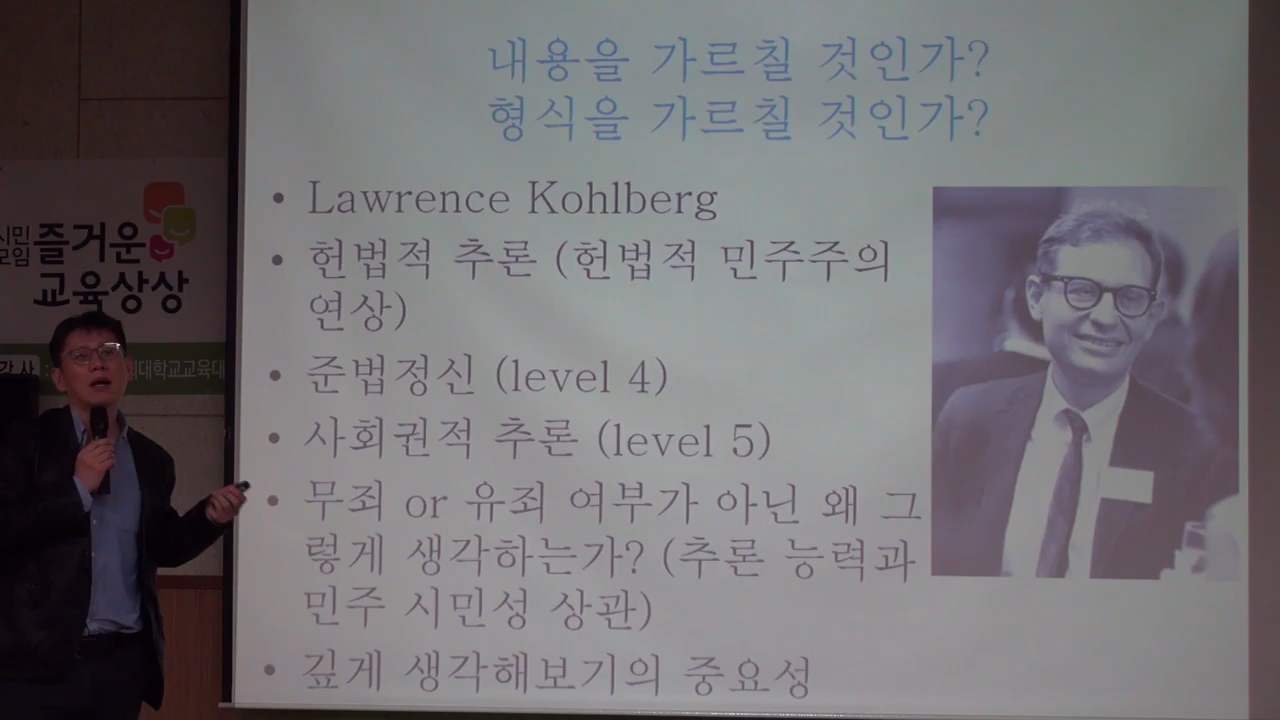 내용을 가르칠 것인가?
형식을 가르칠 것인가?
• Lawrence Kohlberg
• 헌법적 추론 (헌법적 민주주의
연상)
• 준법정신 (level 4)
• 사회권적 추론 (level 5)
• 무죄 or 유죄 여부가 아닌 왜 그
렇게 생각하는가? (추론 능력과
민주 시민성 상관)
• 깊게 생각해보기의 중요성
시민
모임
즐거운
교육상상
강사 :
대학교교육대